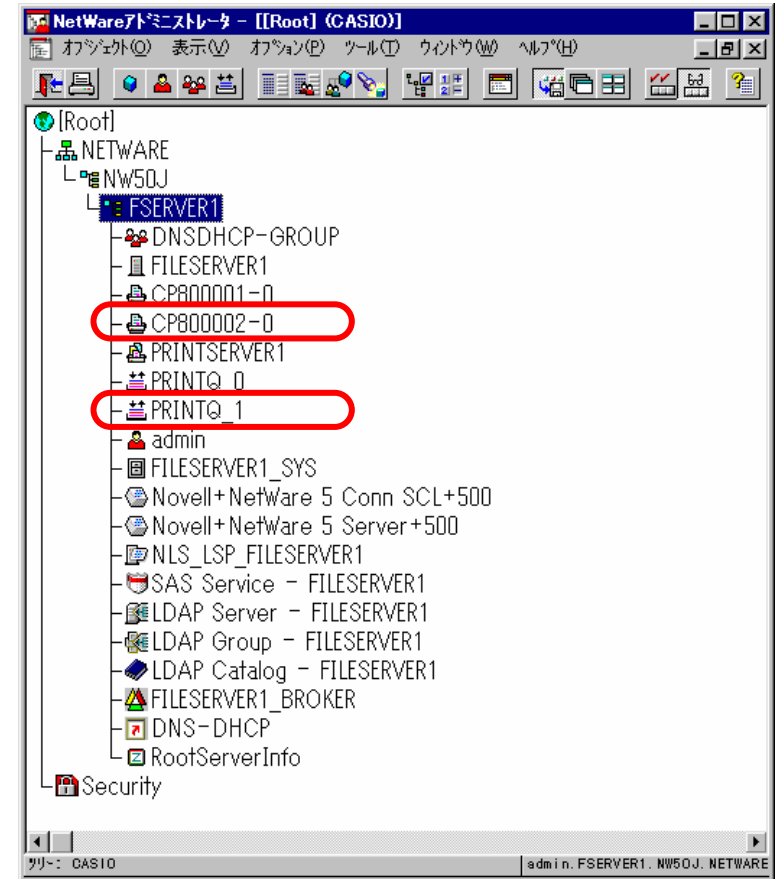 NetWareｱﾄﾞﾐﾆｽﾄﾚｰﾀ - [[Root] (CASIO)]
ｵﾌﾞｼﾞｪｸﾄ(O) 表示(V) ｵﾌﾟｼｮﾝ(P) ﾂｰﾙ(T) ｳｨﾝﾄﾞｳ(W) ﾍﾙﾌﾟ(H)
[Root]
NETWARE
NW50J
FSERVER1
DNSDHCP-GROUP
FILESERVER1
CP800001-0
CP800002-0
PRINTSERVER1
PRINTQ_0
PRINTQ_1
admin
FILESERVER1_SYS
Novell+NetWare 5 Conn SCL+500
Novell+NetWare 5 Server+500
NLS_LSP_FILESERVER1
SAS Service - FILESERVER1
LDAP Server - FILESERVER1
LDAP Group - FILESERVER1
LDAP Catalog - FILESERVER1
FILESERVER1_BROKER
DNS-DHCP
RootServerInfo
Security
ﾂﾘｰ: CASIO admin.FSERVER1.NW50J.NETWARE